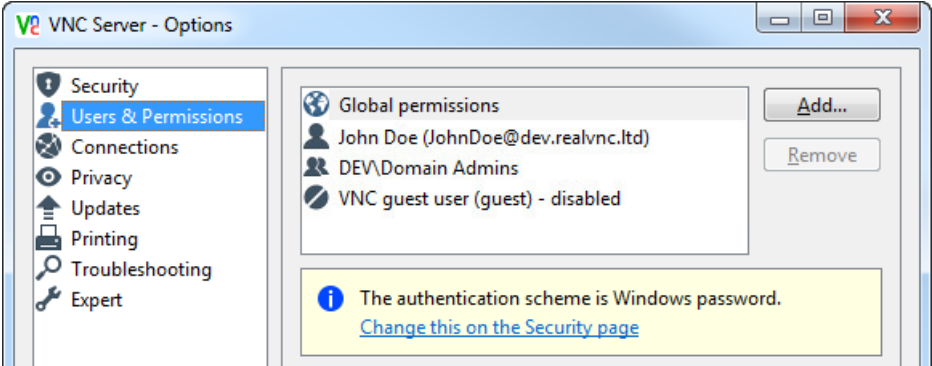 VNC Server - Options
Security
Users & Permissions
Connections
Privacy
Updates
Printing
Troubleshooting
Expert
Global permissions
John Doe (JohnDoe@dev.realvnc.ltd)
DEV\Domain Admins
VNC guest user (guest) - disabled
Add...
Remove
The authentication scheme is Windows password.
Change this on the Security page